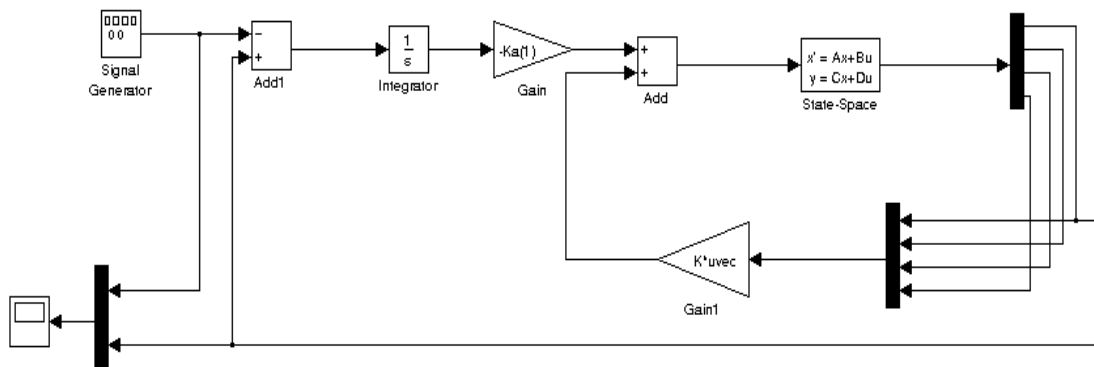 Signal
Generator
−
+
Add1
1
s
Integrator
-Ka(1)
Gain
+
+
Add
x' = Ax+Bu
y = Cx+Du
State-Space
K*uvec
Gain1